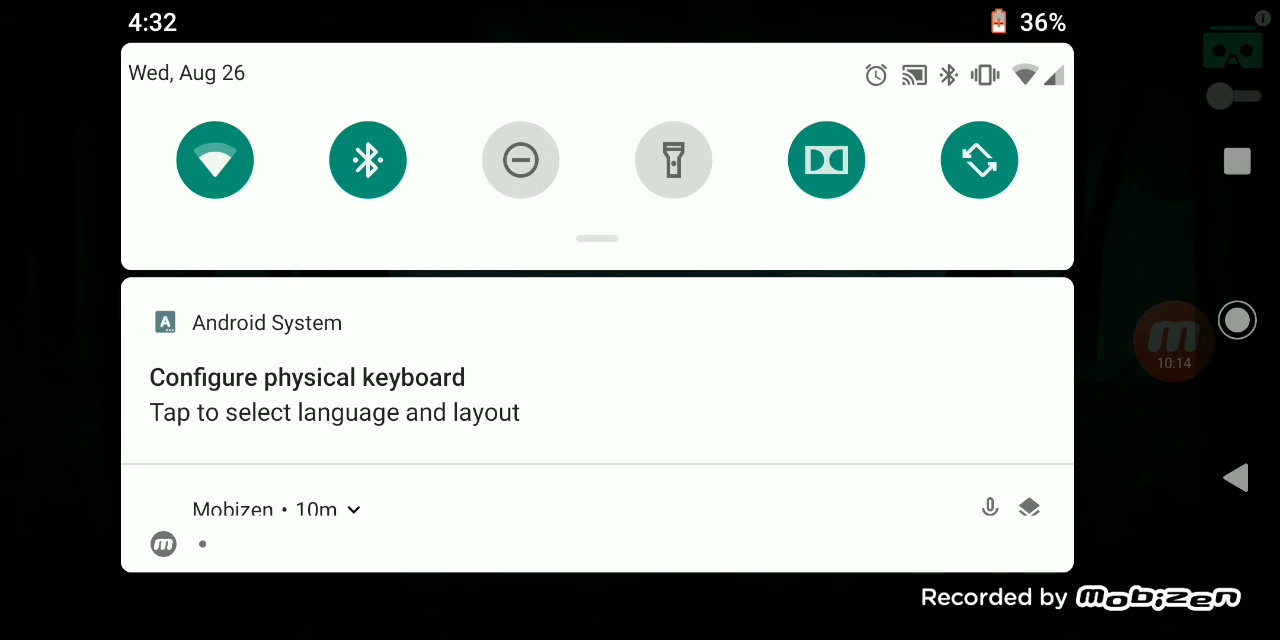 4:32
36%
Wed, Aug 26
Android System
Configure physical keyboard
Tap to select language and layout
Mobizen • 10m
10:14
Recorded by mobizen